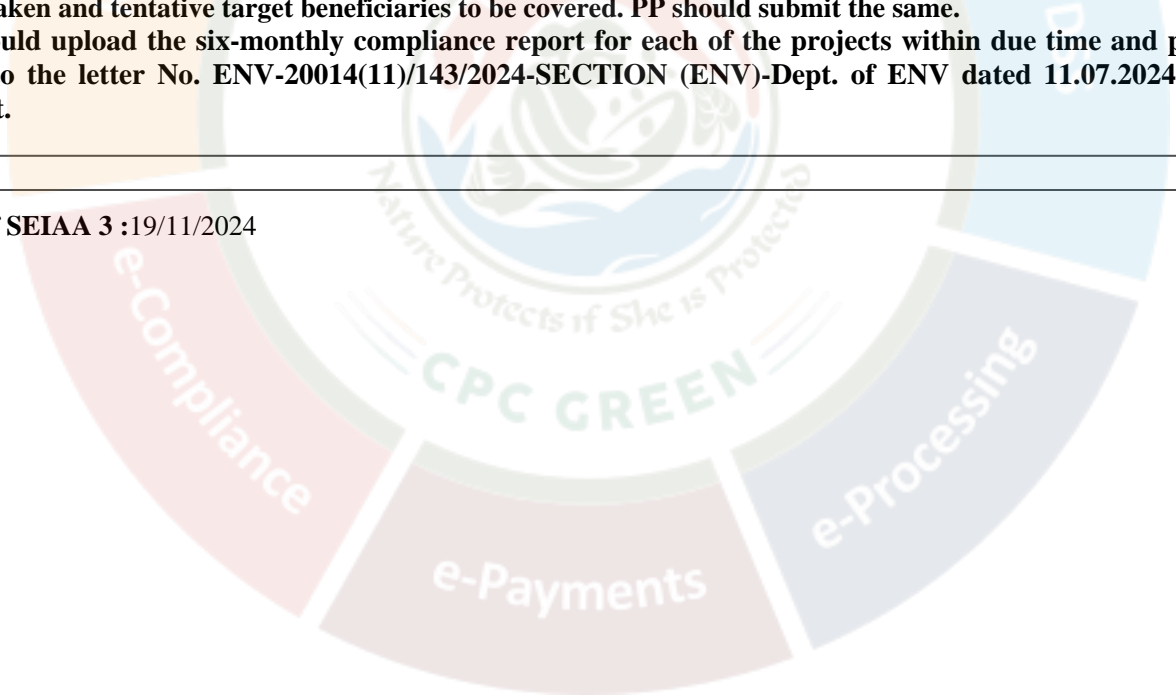 aken and tentative target beneficiaries to be covered. PP should submit the same.
ould upload the six-monthly compliance report for each of the projects within due time and p
o the letter No. ENV-20014(11)/143/2024-SECTION (ENV)-Dept. of ENV dated 11.07.2024
t.
SEIAA 3 :19/11/2024
Nature Protects if She is Protected
CPC GREEN
e-Compliance
e-Payments
e-Processing